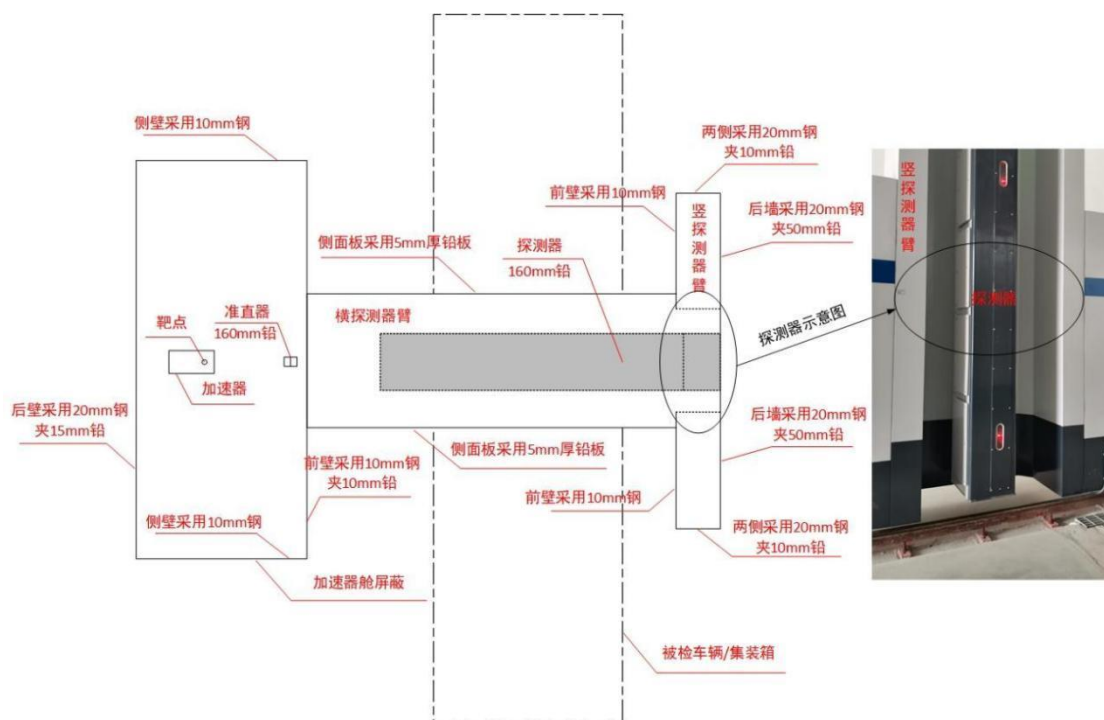 侧壁采用10mm钢
两侧采用20mm钢
夹10mm铅
前壁采用10mm钢
竖探测器臂
后墙采用20mm钢
夹50mm铅
侧面板采用5mm厚铅板
探测器
160mm铅
横探测器臂
靶点
准直器
160mm铅
加速器
探测器示意图
后壁采用20mm钢
夹15mm铅
侧面板采用5mm厚铅板
后墙采用20mm钢
夹50mm铅
前壁采用10mm钢
夹10mm铅
前壁采用10mm钢
侧壁采用10mm钢
两侧采用20mm钢
夹10mm铅
加速器舱屏蔽
被检车辆/集装箱
竖探测器臂
探测器